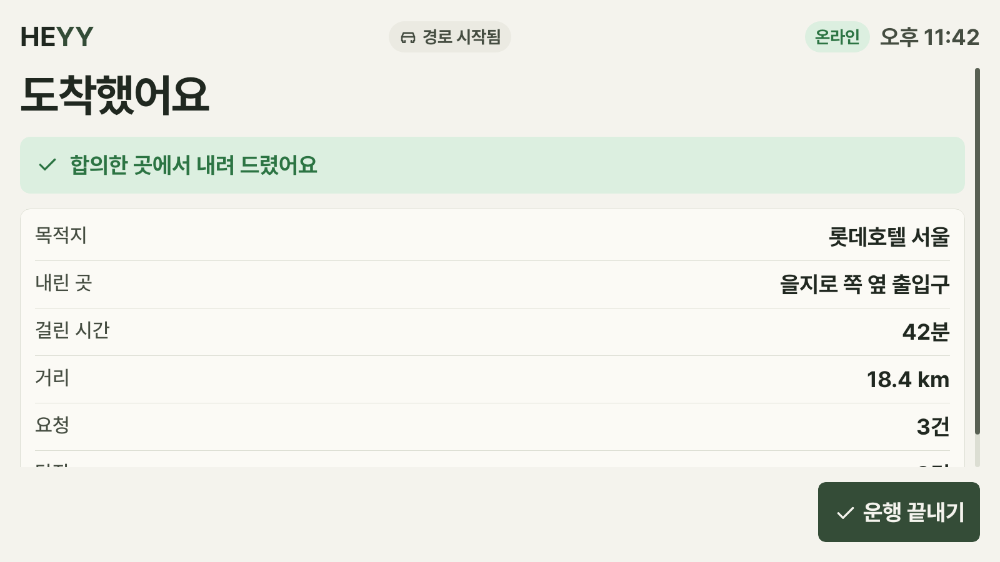 HEYY
경로 시작됨
온라인 오후 11:42
도착했어요
합의한 곳에서 내려 드렸어요
목적지 롯데호텔 서울
내린 곳 을지로 쪽 옆 출입구
걸린 시간 42분
거리 18.4 km
요청 3건
운행 끝내기